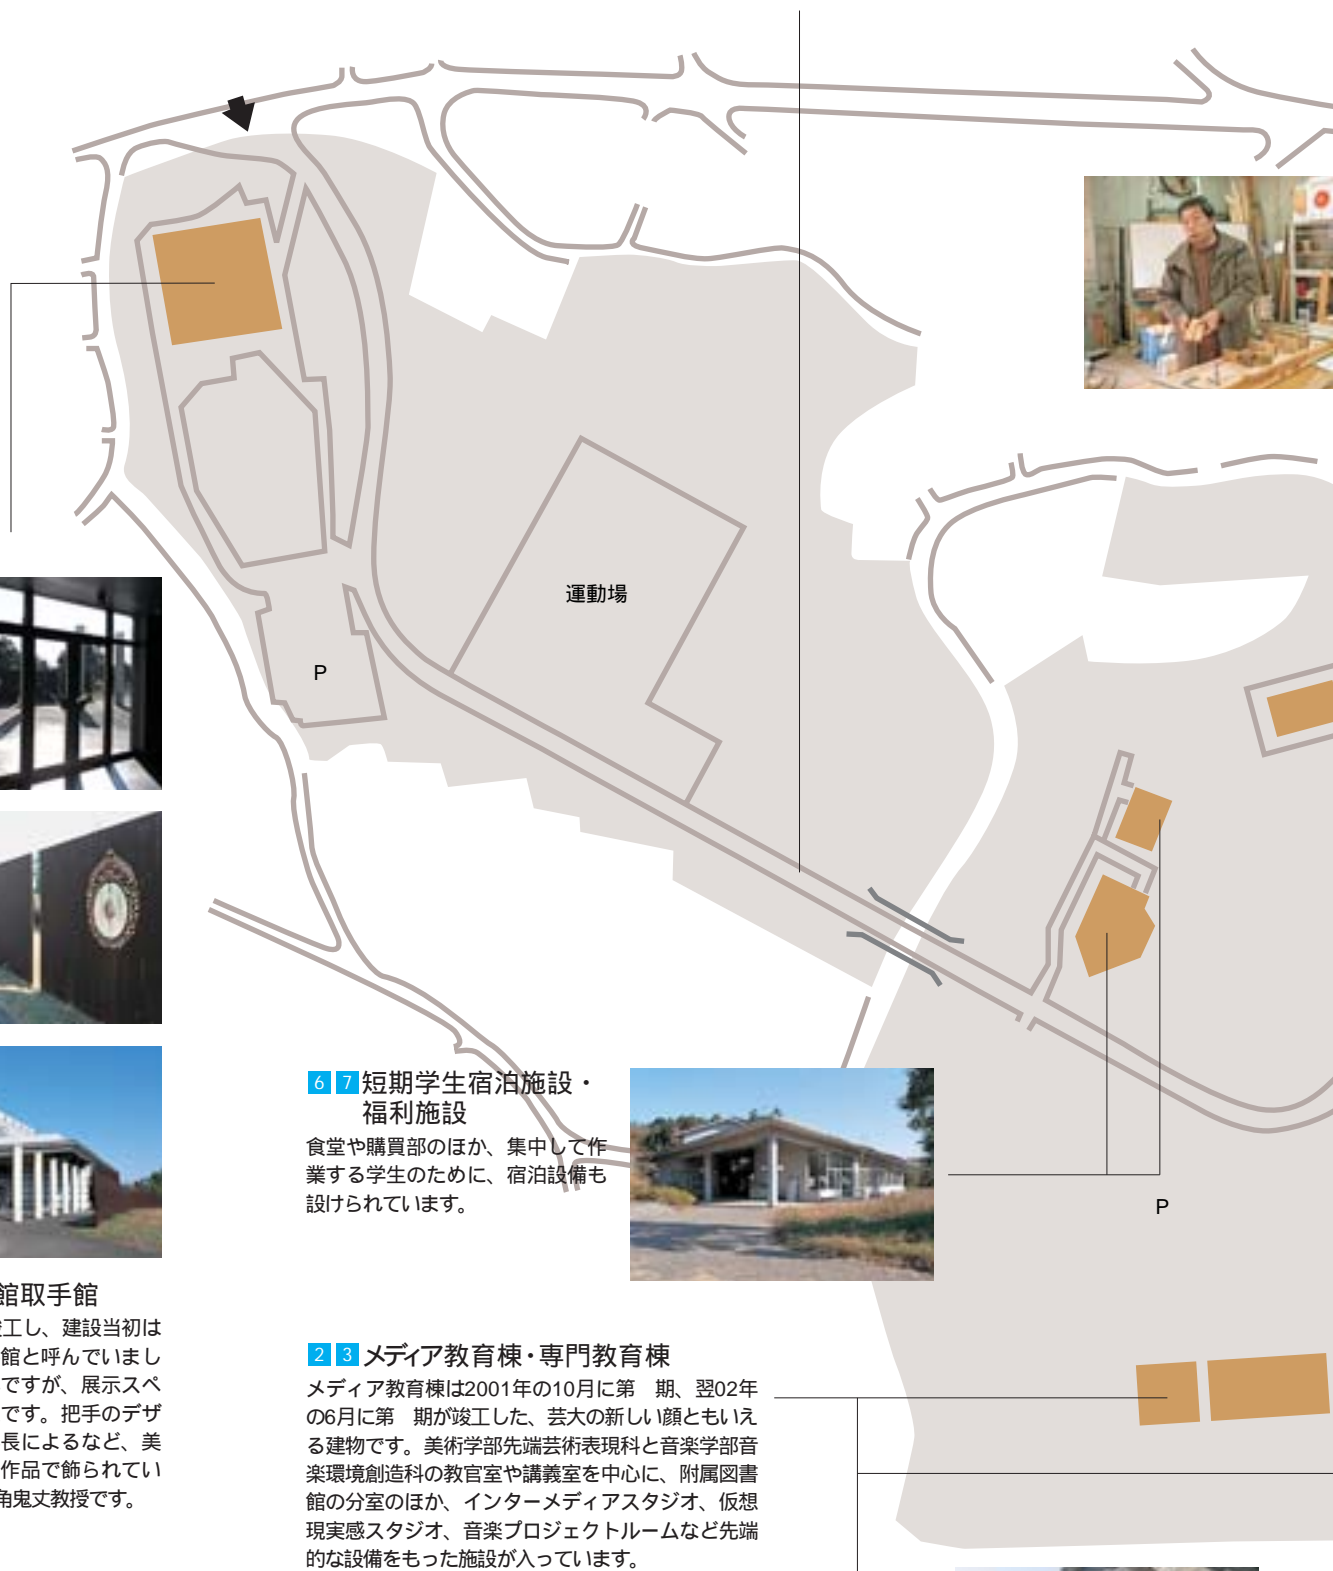 運動場
P
6 7 短期学生宿泊施設・
福利施設
食堂や購買部のほか、集中して作
業する学生のために、宿泊設備も
設けられています。
P
館取手館
竣工し、建設当初は
館と呼んでいまし
ですが、展示スペ
です。把手のデザ
長によるなど、美
作品で飾られてい
角鬼丈教授です。
2 3 メディア教育棟・専門教育棟
メディア教育棟は2001年の10月に第　期、翌02年
の6月に第　期が竣工した、芸大の新しい顔ともいえ
る建物です。美術学部先端芸術表現科と音楽学部音
楽環境創造科の教官室や講義室を中心に、附属図書
館の分室のほか、インターメディアスタジオ、仮想
現実感スタジオ、音楽プロジェクトルームなど先端
的な設備をもった施設が入っています。